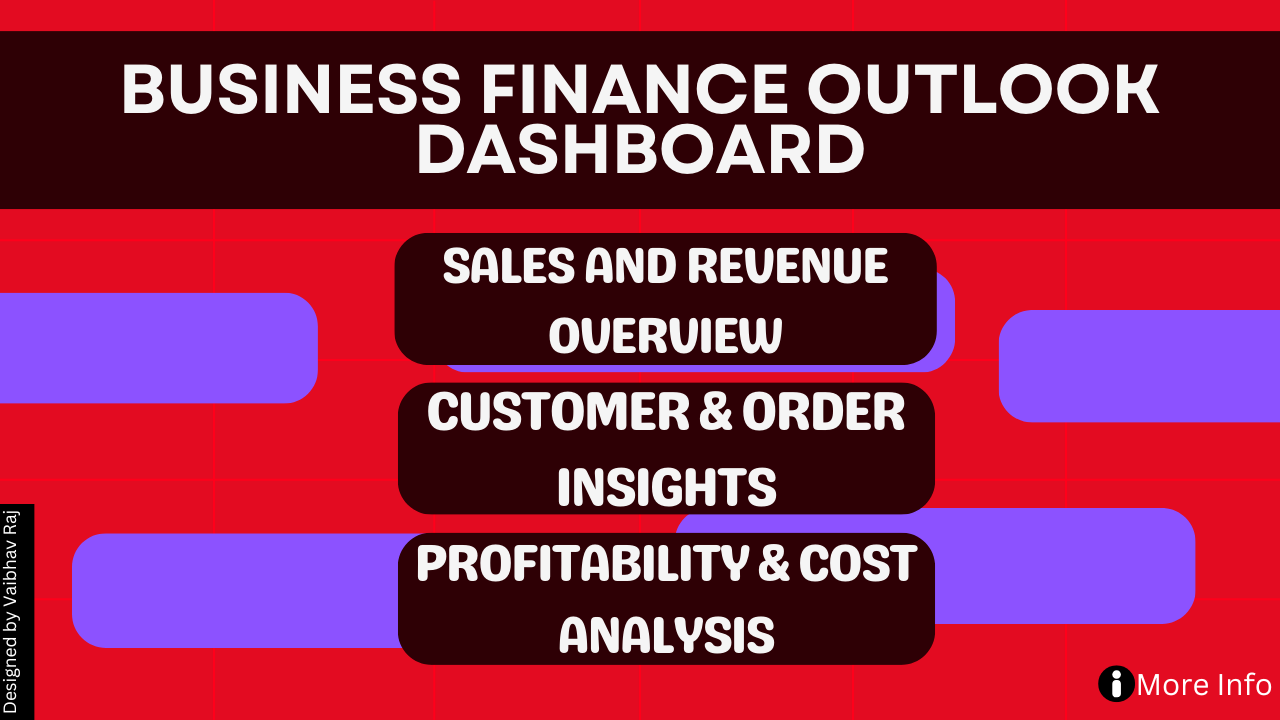 BUSINESS FINANCE OUTLOOK
DASHBOARD
SALES AND REVENUE
OVERVIEW
CUSTOMER & ORDER
INSIGHTS
PROFITABILITY & COST
ANALYSIS
Designed by Vaibhav Raj
More Info